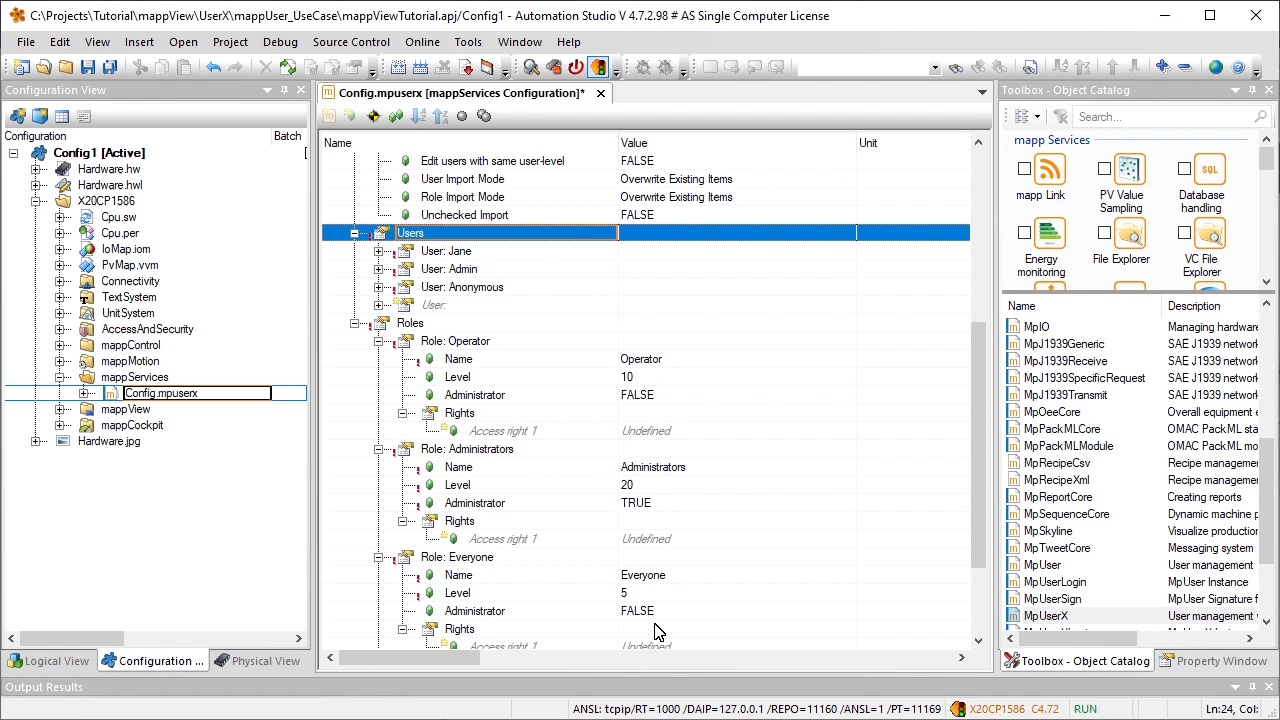 C:\Projects\Tutorial\mappView\UserX\mappUser_UseCase\mappViewTutorial.apj/Config1 - Automation Studio V 4.7.2.98 # AS Single Computer License
File Edit View Insert Open Project Debug Source Control Online Tools Window Help
Configuration View
Configuration Batch
Config1 [Active]
Hardware.hw
Hardware.hwl
X20CP1586
Cpu.sw
Cpu.per
IoMap.iom
PvMap.vvm
Connectivity
TextSystem
UnitSystem
AccessAndSecurity
mappControl
mappMotion
mappServices
Config.mpuserx
mappView
mappCockpit
Hardware.jpg
Logical View Configuration ... Physical View
Config.mpuserx [mappServices Configuration]*
Name Value Unit
Edit users with same user-level FALSE
User Import Mode Overwrite Existing Items
Role Import Mode Overwrite Existing Items
Unchecked Import FALSE
Users
User: Jane
User: Admin
User: Anonymous
User:
Roles
Role: Operator
Name Operator
Level 10
Administrator FALSE
Rights
Access right 1 Undefined
Role: Administrators
Name Administrators
Level 20
Administrator TRUE
Rights
Access right 1 Undefined
Role: Everyone
Name Everyone
Level 5
Administrator FALSE
Rights
Access right 1 Undefined
Toolbox - Object Catalog
Search...
mapp Services
SQL
mapp Link
PV Value Sampling
Database handling
Energy monitoring
File Explorer
VC File Explorer
Name Description
MpIO Managing hardware
MpJ1939Generic SAE J1939 network
MpJ1939Receive SAE J1939 network
MpJ1939SpecificRequest SAE J1939 network
MpJ1939Transmit SAE J1939 network
MpOeeCore Overall equipment e
MpPackMLCore OMAC PackML sta
MpPackMLModule OMAC PackML mo
MpRecipeCsv Recipe management
MpRecipeXml Recipe management
MpReportCore Creating reports
MpSequenceCore Dynamic machine p
MpSkyline Visualize production
MpTweetCore Messaging system
MpUser User management
MpUserLogin MpUser Instance
MpUserSign MpUser Signature f
MpUserX User management
Toolbox - Object Catalog Property Window
Output Results
ANSL: tcpip/RT=1000 /DAIP=127.0.0.1 /REPO=11160 /ANSL=1 /PT=11169 X20CP1586 C4.72 RUN Ln:24, Col: